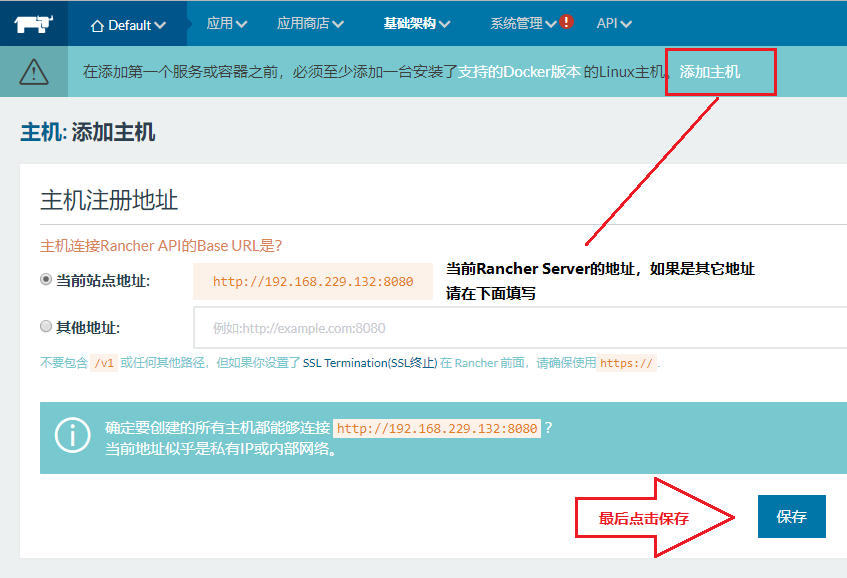 Default 应用 应用商店 基础架构 系统管理 ! API
在添加第一个服务或容器之前，必须至少添加一台安装了支持的Docker版本 的Linux主机。 添加主机
主机: 添加主机
主机注册地址
主机连接Rancher API的Base URL是?
当前站点地址: http://192.168.229.132:8080
当前Rancher Server的地址，如果是其它地址
请在下面填写
其他地址: 例如:http://example.com:8080
不要包含 /v1 或任何其他路径，但如果你设置了 SSL Termination(SSL终止) 在 Rancher 前面，请确保使用 https:// .
确定要创建的所有主机都能够连接 http://192.168.229.132:8080 ？
当前地址似乎是私有IP或内部网络。
最后点击保存 保存